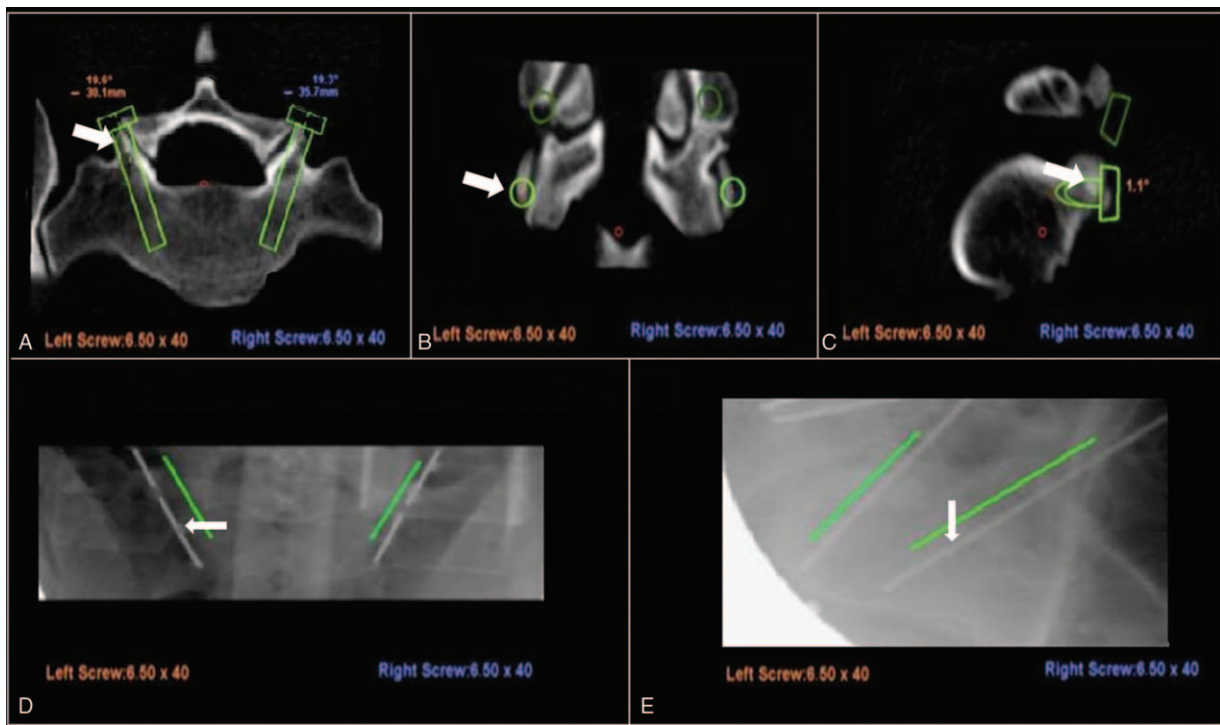 19.6°
30.1mm
19.3°
35.7mm
Left Screw:6.50 x 40
Right Screw:6.50 x 40
A
Left Screw:6.50 x 40
Right Screw:6.50 x 40
B
1.1°
Left Screw:6.50 x 40
Right Screw:6.50 x 40
C
Left Screw:6.50 x 40
Right Screw:6.50 x 40
D
Left Screw:6.50 x 40
Right Screw:6.50 x 40
E